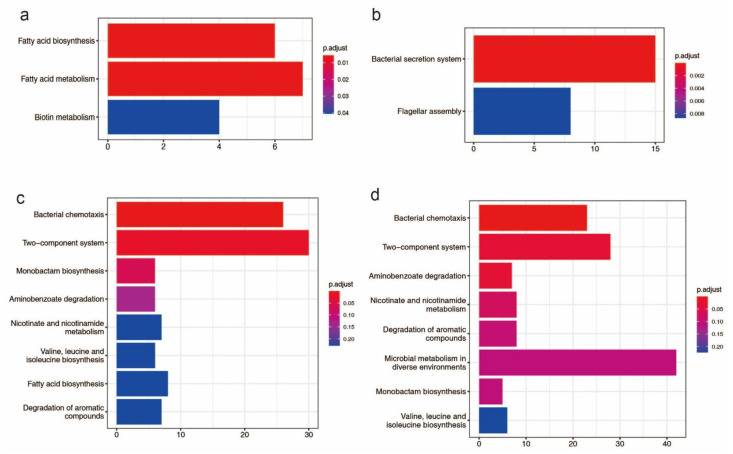 a
Fatty acid biosynthesis
Fatty acid metabolism
Biotin metabolism
0 2 4 6
p.adjust
0.01
0.02
0.03
0.04
b
Bacterial secretion system
Flagellar assembly
0 5 10 15
p.adjust
0.002
0.004
0.006
0.008
c
Bacterial chemotaxis
Two-component system
Monobactam biosynthesis
Aminobenzoate degradation
Nicotinate and nicotinamide
metabolism
Valine, leucine and
isoleucine biosynthesis
Fatty acid biosynthesis
Degradation of aromatic
compounds
0 10 20 30
p.adjust
0.05
0.10
0.15
0.20
d
Bacterial chemotaxis
Two-component system
Aminobenzoate degradation
Nicotinate and nicotinamide
metabolism
Degradation of aromatic
compounds
Microbial metabolism in
diverse environments
Monobactam biosynthesis
Valine, leucine and
isoleucine biosynthesis
0 10 20 30 40
p.adjust
0.05
0.10
0.15
0.20